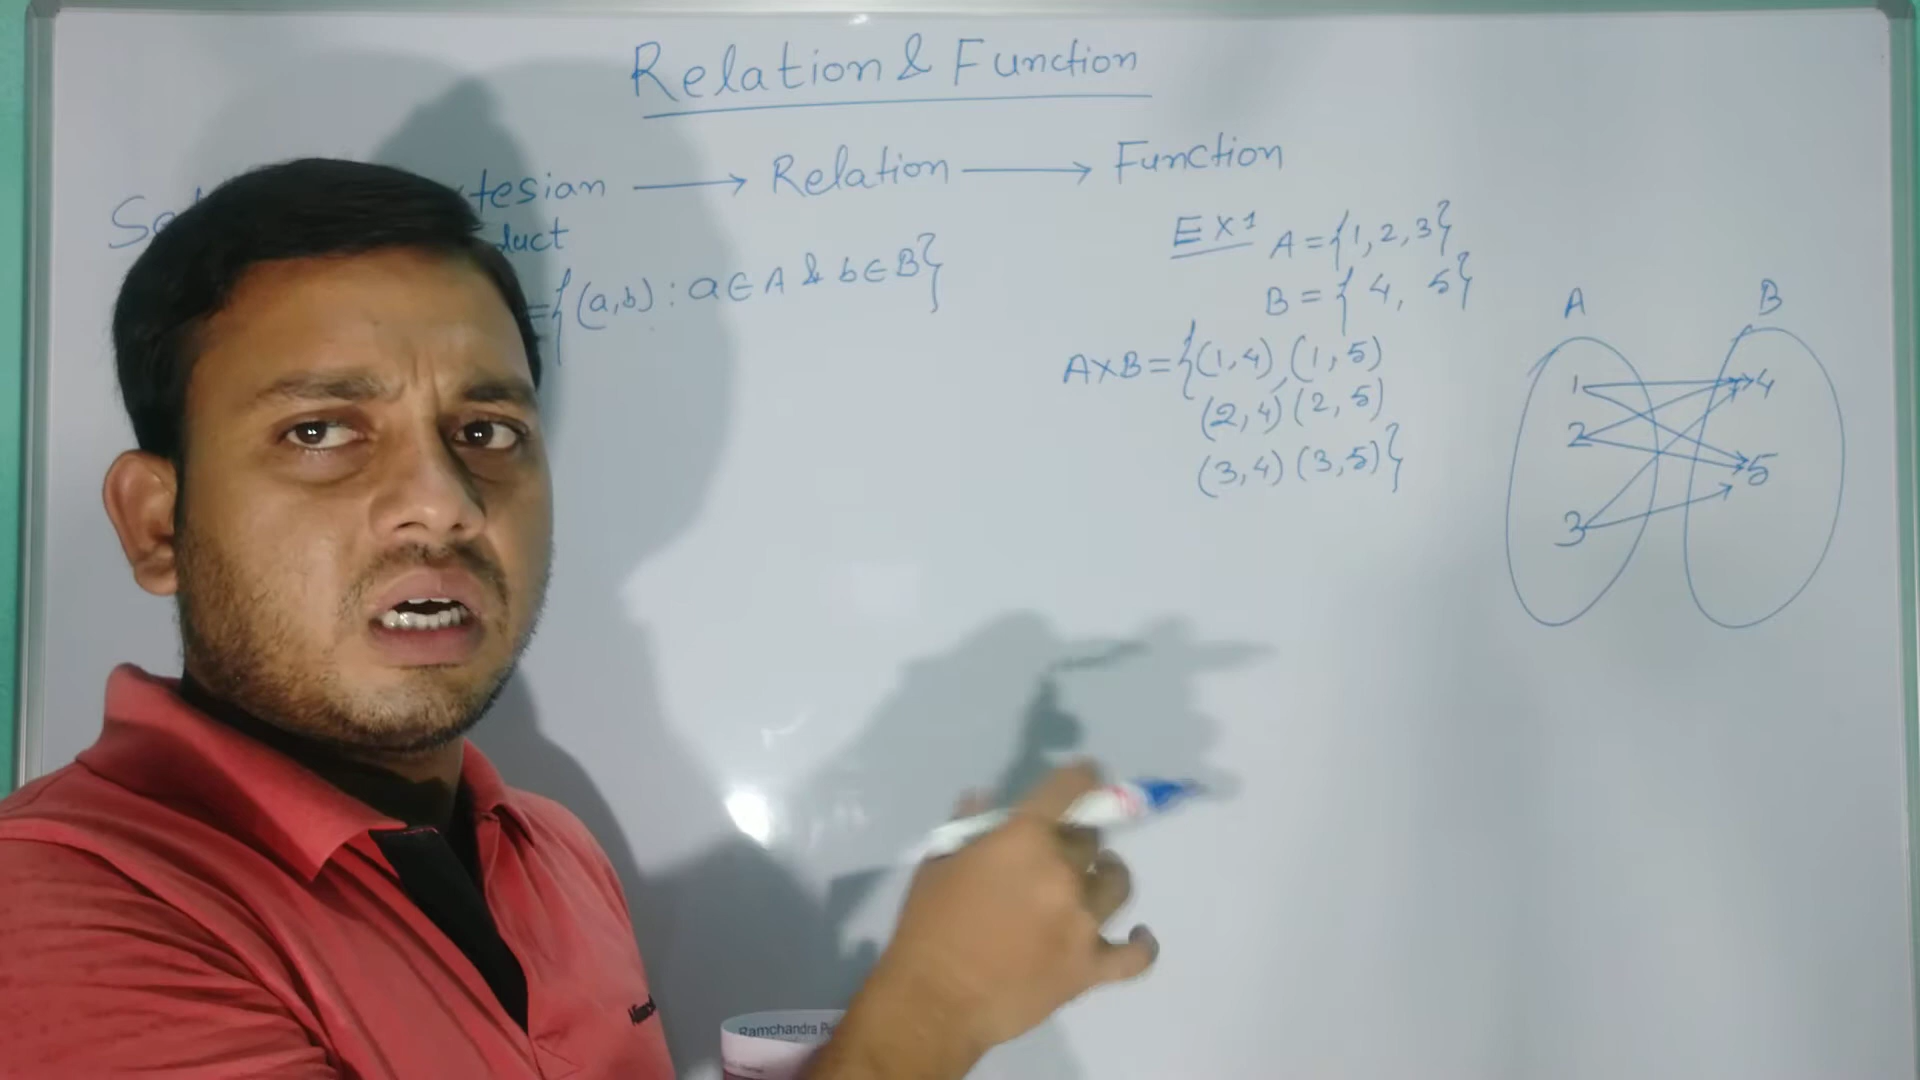 Relation & Function
tesian → Relation → Function
duct
={(a,b) : a∈A & b∈B}
Ex1 A={1,2,3}
B={4, 5}
A×B={(1,4),(1,5)
(2,4)(2,5)
(3,4)(3,5)}
A B
1 4
2 5
3
Ramchandra